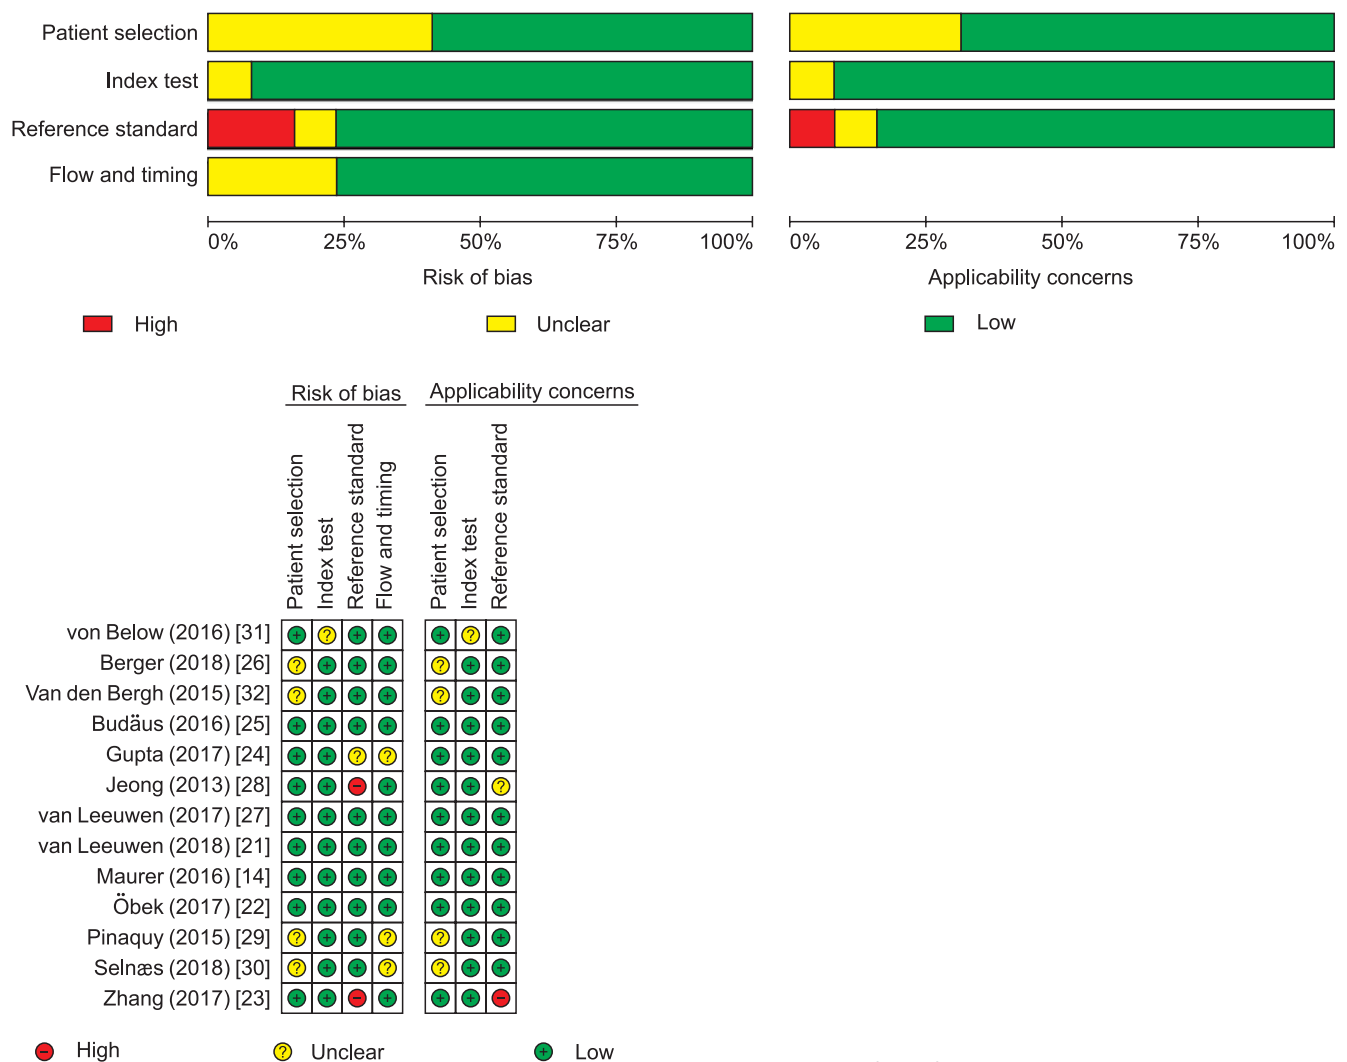 Patient selection
Index test
Reference standard
Flow and timing
0% 25% 50% 75% 100%
Risk of bias
0% 25% 50% 75% 100%
Applicability concerns
High Unclear Low
Risk of bias Applicability concerns
Patient selection
Index test
Reference standard
Flow and timing
Patient selection
Index test
Reference standard
von Below (2016) [31] + ? + + + ? +
Berger (2018) [26] ? + + + ? + +
Van den Bergh (2015) [32] ? + + + ? + +
Budäus (2016) [25] + + + + + + +
Gupta (2017) [24] + + ? ? + + +
Jeong (2013) [28] + + – + + + ?
van Leeuwen (2017) [27] + + + + + + +
van Leeuwen (2018) [21] + + + + + + +
Maurer (2016) [14] + + + + + + +
Öbek (2017) [22] + + + + + + +
Pinaquy (2015) [29] ? + + ? ? + +
Selnæs (2018) [30] ? + + ? ? + +
Zhang (2017) [23] + + – + + + –
– High ? Unclear + Low